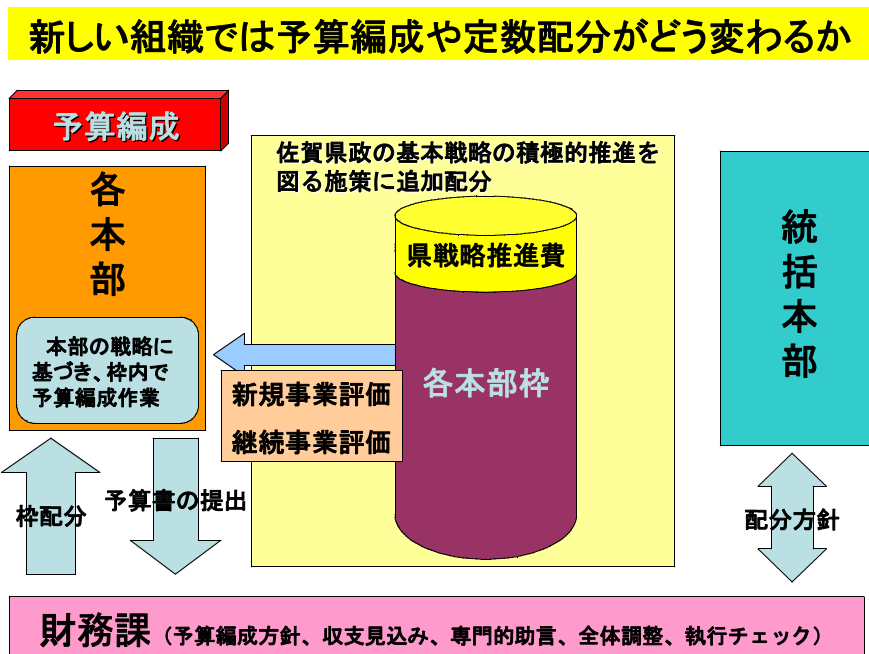 新しい組織では予算編成や定数配分がどう変わるか
予算編成
各本部
本部の戦略に
基づき、枠内で
予算編成作業
佐賀県政の基本戦略の積極的推進を
図る施策に追加配分
県戦略推進費
各本部枠
新規事業評価
継続事業評価
統括本部
枠配分
予算書の提出
配分方針
財務課（予算編成方針、収支見込み、専門的助言、全体調整、執行チェック）